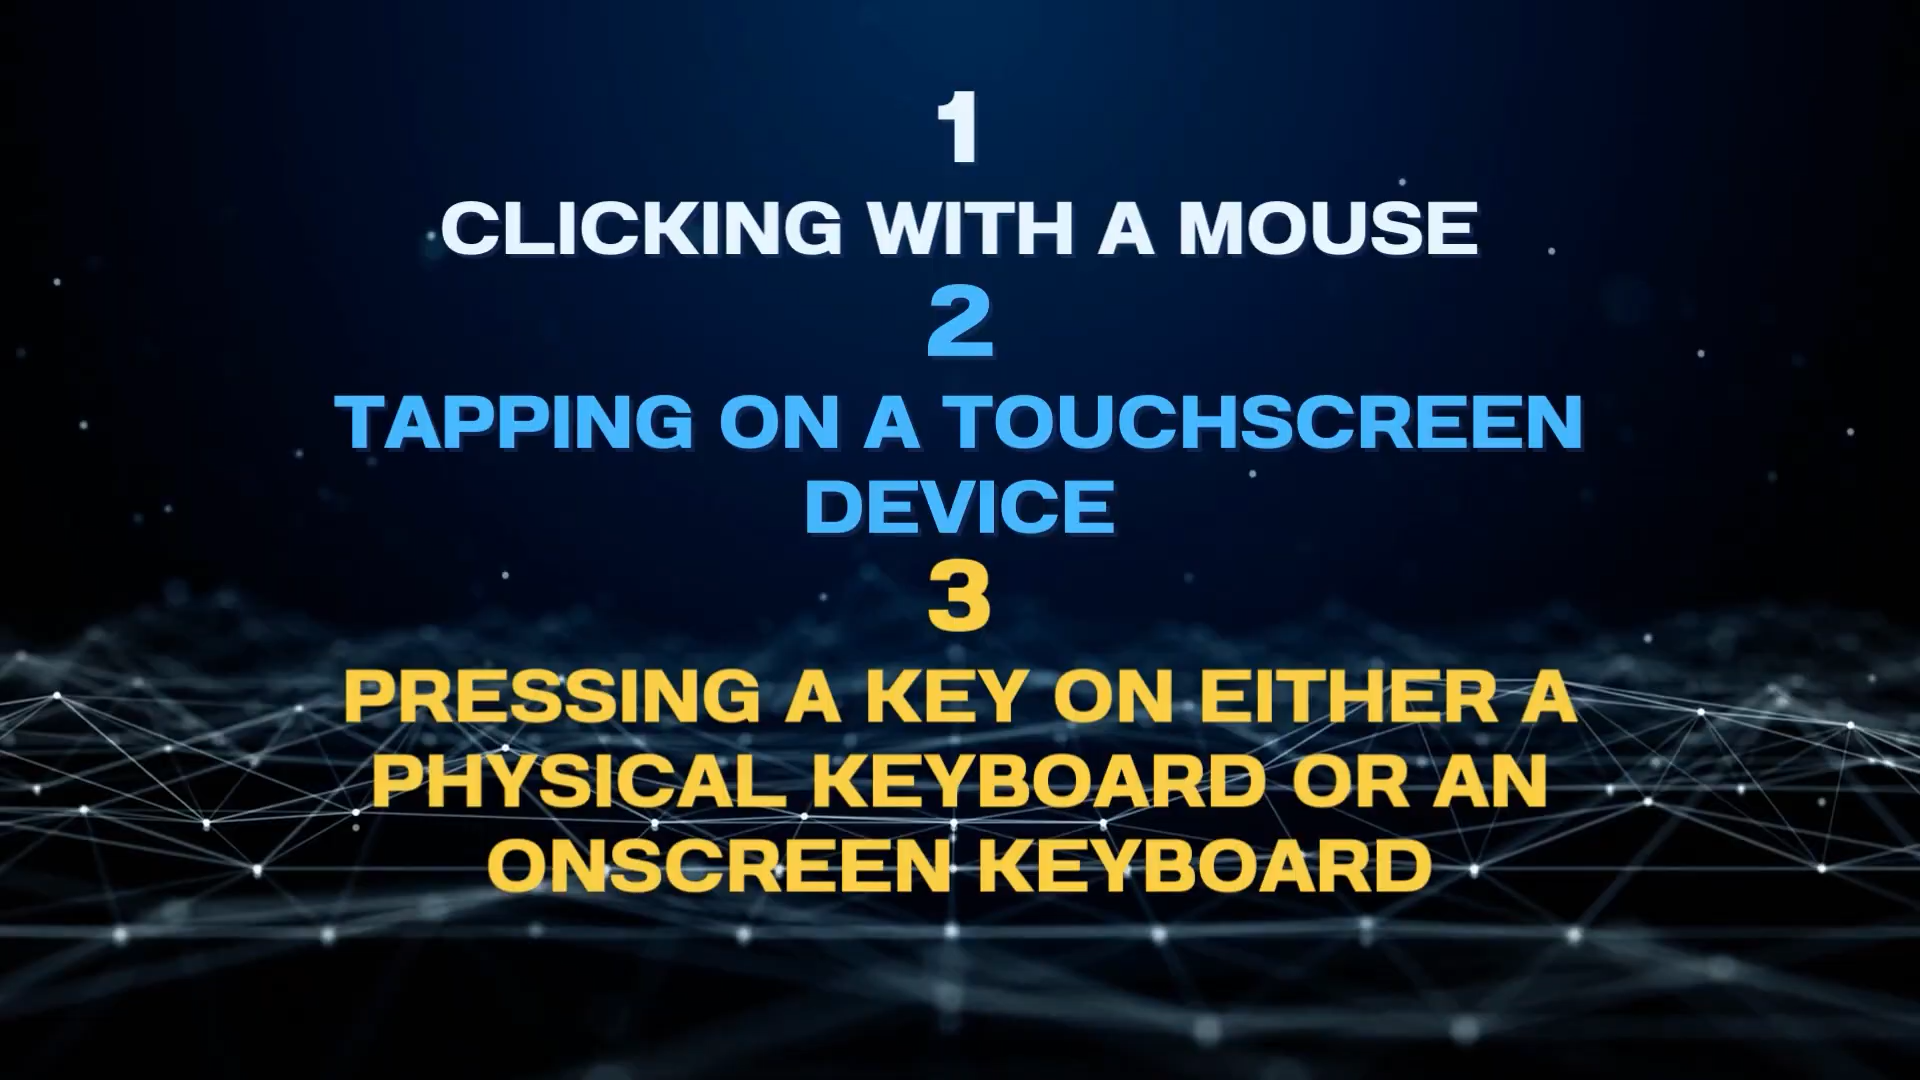 1
CLICKING WITH A MOUSE
2
TAPPING ON A TOUCHSCREEN
DEVICE
3
PRESSING A KEY ON EITHER A
PHYSICAL KEYBOARD OR AN
ONSCREEN KEYBOARD